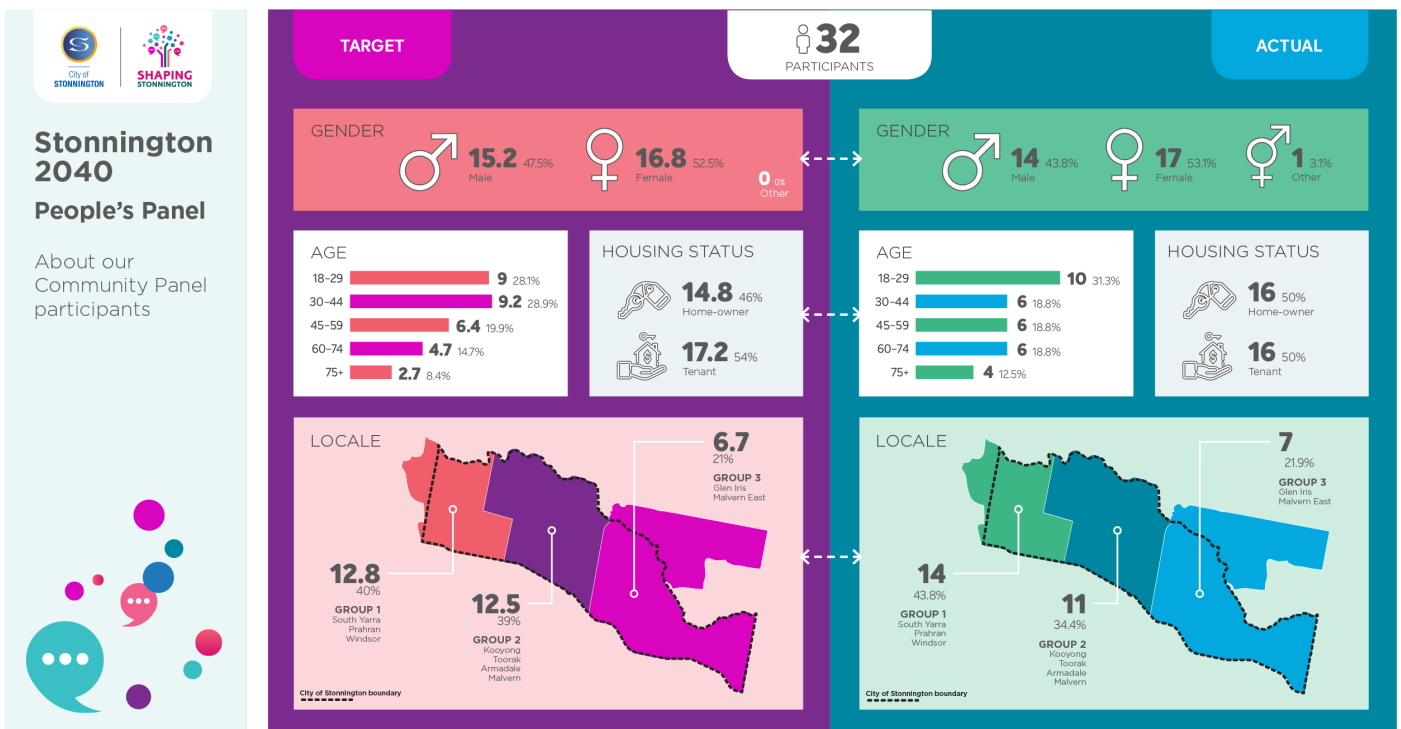 City of
STONNINGTON
SHAPING
STONNINGTON
Stonnington
2040
People's Panel
About our
Community Panel
participants
TARGET
32
PARTICIPANTS
ACTUAL
GENDER
15.2 47.5%
Male
16.8 52.5%
Female
0 0%
Other
GENDER
14 43.8%
Male
17 53.1%
Female
1 3.1%
Other
AGE
18–29 9 28.1%
30–44 9.2 28.9%
45–59 6.4 19.9%
60–74 4.7 14.7%
75+ 2.7 8.4%
HOUSING STATUS
14.8 46%
Home-owner
17.2 54%
Tenant
AGE
18–29 10 31.3%
30–44 6 18.8%
45–59 6 18.8%
60–74 6 18.8%
75+ 4 12.5%
HOUSING STATUS
16 50%
Home-owner
16 50%
Tenant
LOCALE
6.7
21%
GROUP 3
Glen Iris
Malvern East
12.8
40%
GROUP 1
South Yarra
Prahran
Windsor
12.5
39%
GROUP 2
Kooyong
Toorak
Armadale
Malvern
City of Stonnington boundary
LOCALE
7
21.9%
GROUP 3
Glen Iris
Malvern East
14
43.8%
GROUP 1
South Yarra
Prahran
Windsor
11
34.4%
GROUP 2
Kooyong
Toorak
Armadale
Malvern
City of Stonnington boundary